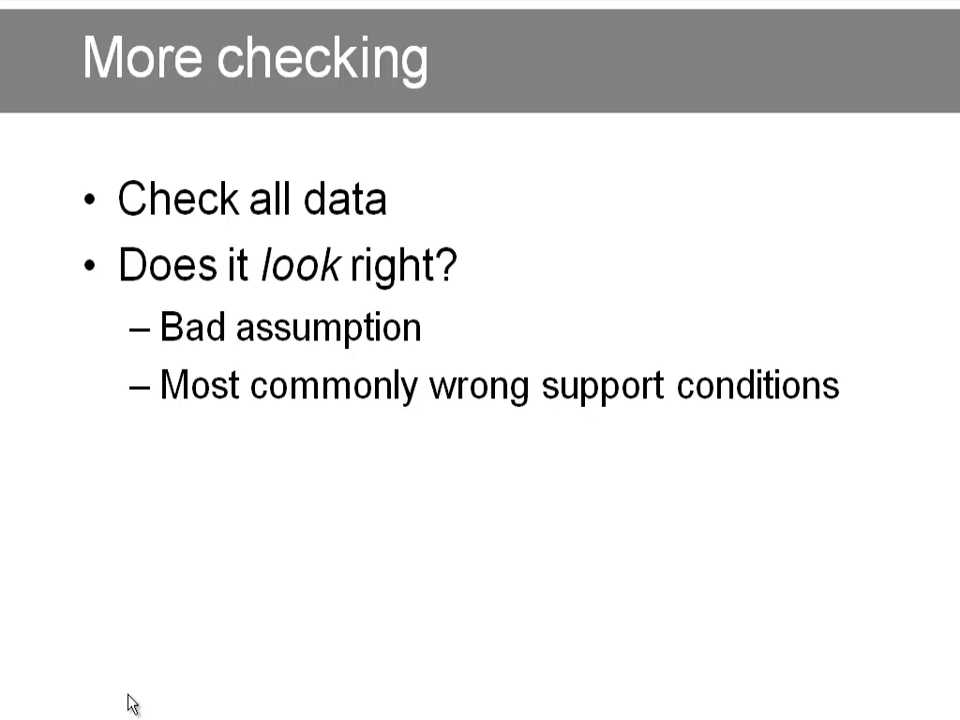 More checking
• Check all data
• Does it look right?
– Bad assumption
– Most commonly wrong support conditions